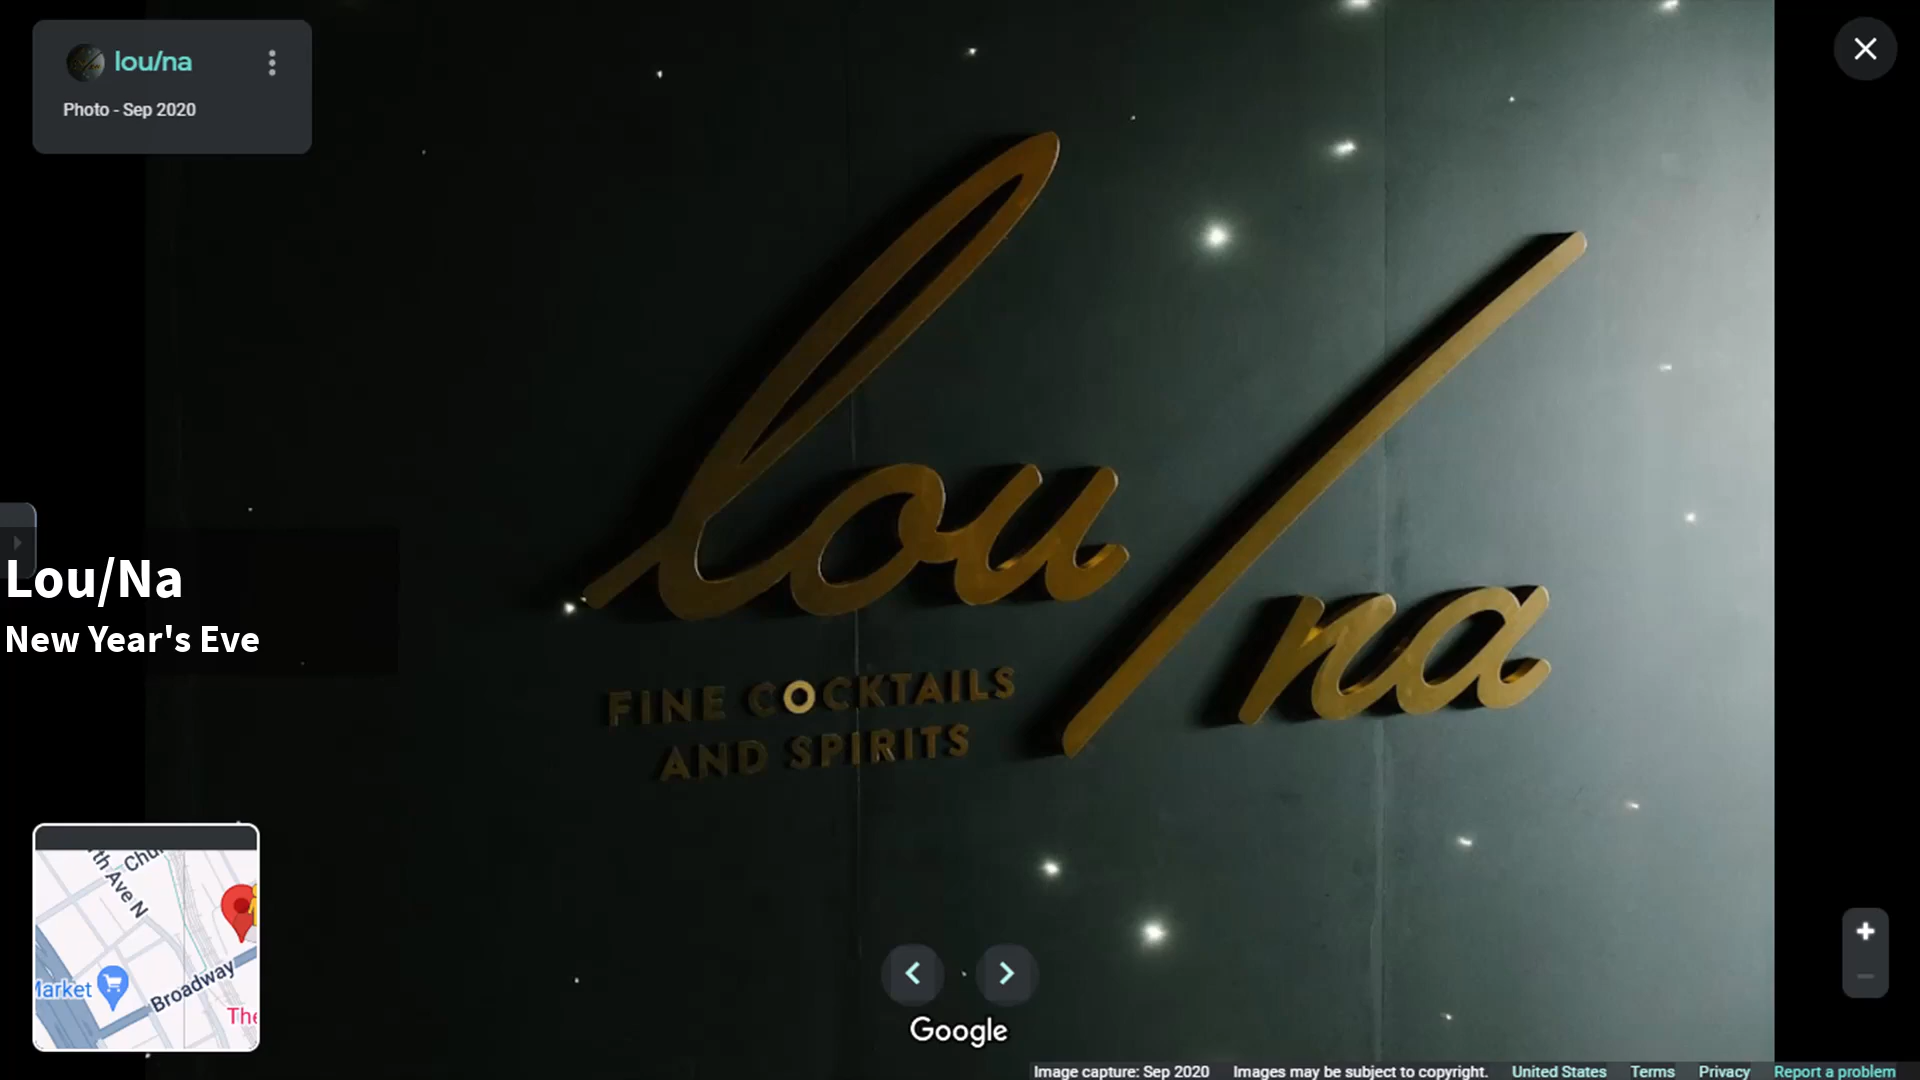 lou/na
Photo - Sep 2020
lou/na
FINE COCKTAILS
AND SPIRITS
Lou/Na
New Year's Eve
Broadway
Google
Image capture: Sep 2020 Images may be subject to copyright. United States Terms Privacy Report a problem